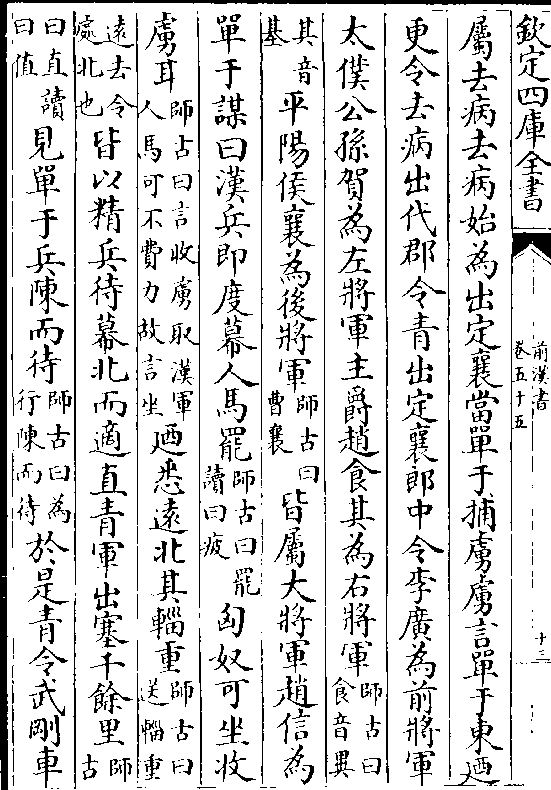 欽定四庫全書
前漢書
卷五十五
十三
屬去病去病始為出定襄當單于捕虜虜言單于東迺
更令去病出代郡令青出定襄郎中令李廣為前將軍
太僕公孫賀為左將軍主爵趙食其為右將軍師古曰食音異
其音基平陽侯襄為後將軍師古曰曹襄皆屬大將軍趙信為
單于謀曰漢兵即度幕人馬罷師古曰罷讀曰疲匈奴可坐收
虜耳師古曰言收虜取漢軍人馬可不費力故言坐迺悉遠北其輜重師古曰送輜重
遠去令處北也皆以精兵待幕北而適直青軍出塞千餘里師古
曰直讀曰值見單于兵陳而待師古曰為行陳而待於是青令武剛車